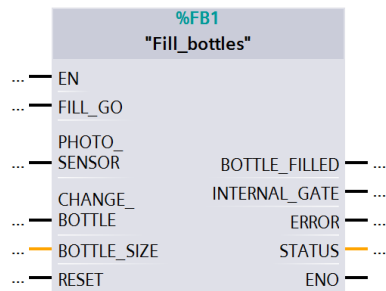 %FB1
"Fill_bottles"
... EN
... FILL_GO
PHOTO_
... SENSOR BOTTLE_FILLED ...
CHANGE_ INTERNAL_GATE ...
... BOTTLE ERROR ...
... BOTTLE_SIZE STATUS ...
... RESET ENO ...